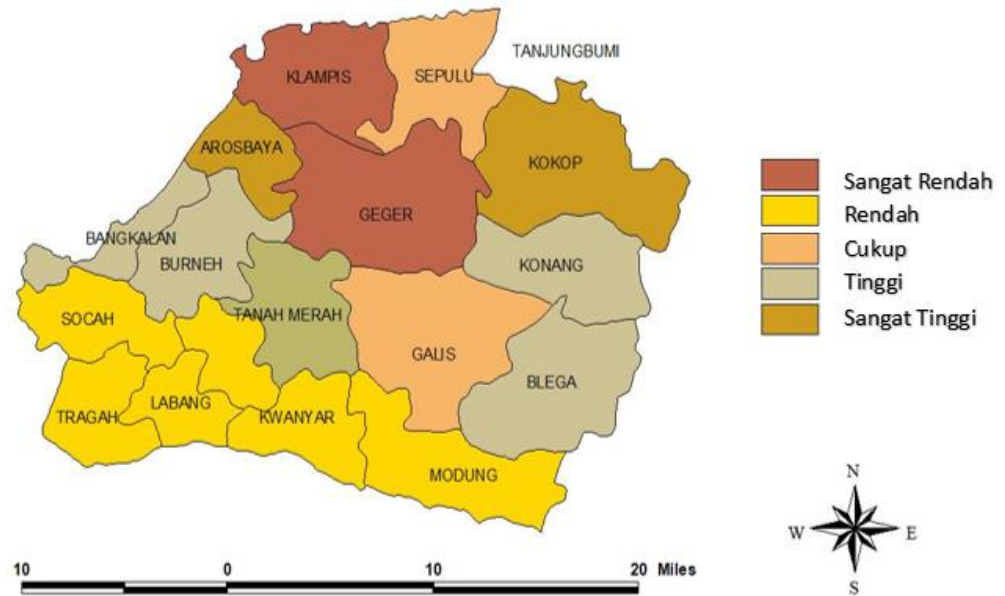 TANJUNGBUMI
KLAMPIS
SEPULU
AROSBAYA
KOKOP
GEGER
BANGKALAN
BURNEH
KONANG
SOCAH
TANAH MERAH
GALIS
BLEGA
TRAGAH
LABANG
KWANYAR
MODUNG
Sangat Rendah
Rendah
Cukup
Tinggi
Sangat Tinggi
N
W E
S
10 0 10 20 Miles